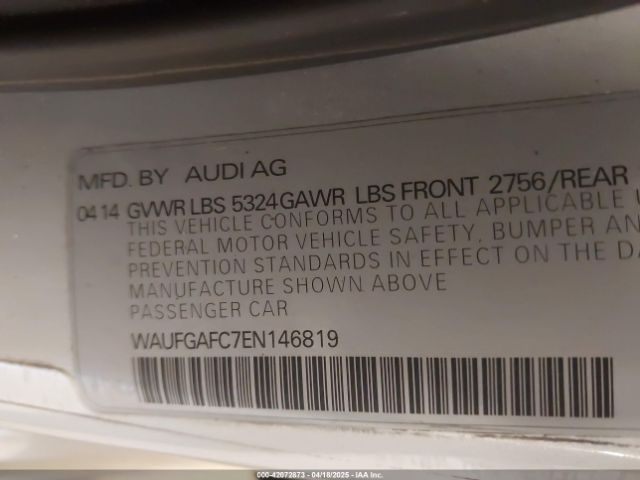 MFD. BY AUDI AG
04 14 GVWR LBS 5324 GAWR LBS FRONT 2756/REAR
THIS VEHICLE CONFORMS TO ALL APPLICABLE
FEDERAL MOTOR VEHICLE SAFETY, BUMPER AN
PREVENTION STANDARDS IN EFFECT ON THE DA
MANUFACTURE SHOWN ABOVE
PASSENGER CAR
WAUFGAFC7EN146819
000-42072873 - 04/18/2025 - IAA Inc.